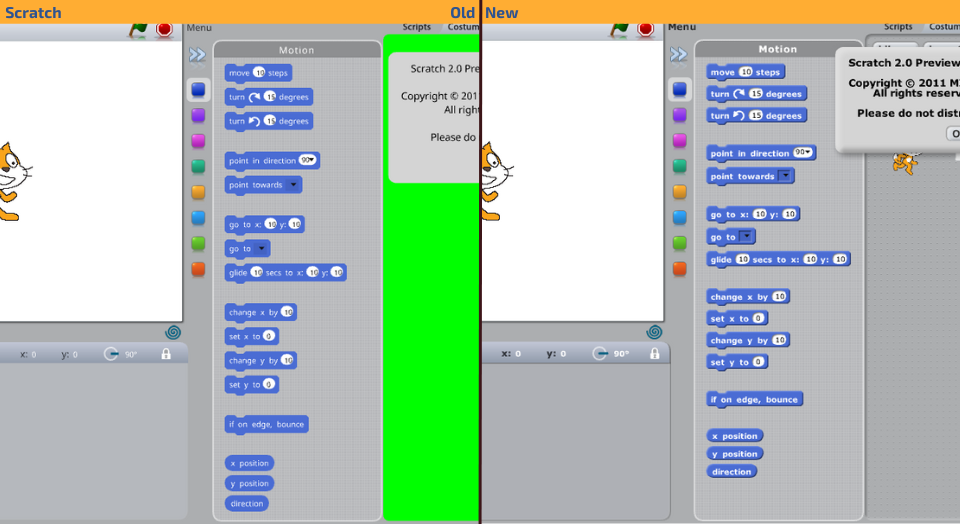 Scratch
Old
Menu
Scripts
Costum
Motion
move 10 steps
turn 15 degrees
turn 15 degrees
point in direction 90
point towards
go to x: 10 y: 10
go to
glide 10 secs to x: 10 y: 10
change x by 10
set x to 0
change y by 10
set y to 0
if on edge, bounce
x position
y position
direction
Scratch 2.0 Pre
Copyright © 201
All right
Please do
x: 0 y: 0 90°
New
Menu
Scripts
Costum
Motion
move 10 steps
turn 15 degrees
turn 15 degrees
point in direction 90
point towards
go to x: 10 y: 10
go to
glide 10 secs to x: 10 y: 10
change x by 10
set x to 0
change y by 10
set y to 0
if on edge, bounce
x position
y position
direction
Scratch 2.0 Preview
Copyright © 2011 M
All rights reserv
Please do not distr
O
x: 0 y: 0 90°